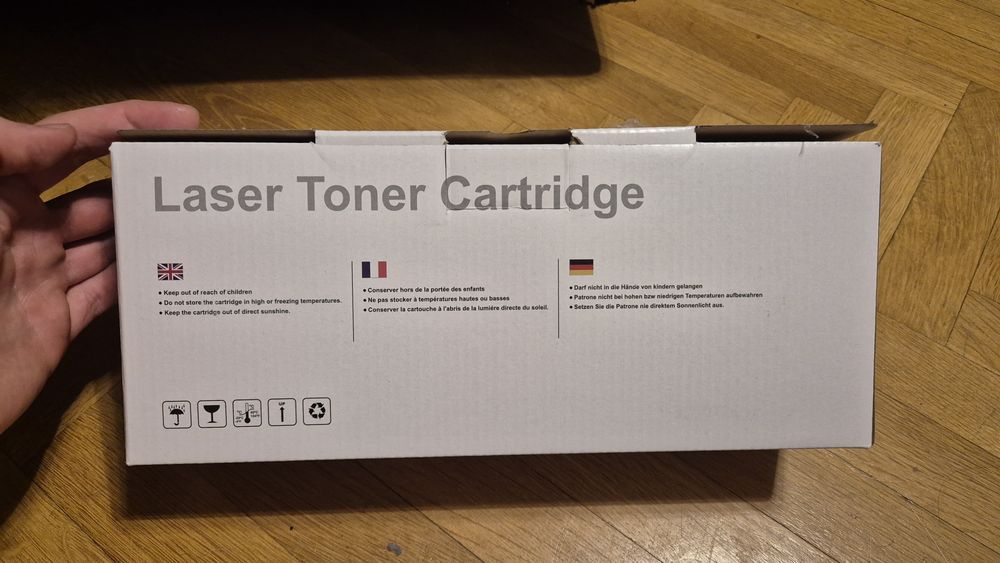 Laser Toner Cartridge
• Keep out of reach of children
• Do not store the cartridge in high or freezing temperatures.
• Keep the cartridge out of direct sunshine.
• Conserver hors de la portée des enfants
• Ne pas stocker à températures hautes ou basses
• Conserver la cartouche à l'abris de la lumière directe du soleil.
• Darf nicht in die Hände von kindern gelangen
• Patrone nicht bei hohen bzw niedrigen Temperaturen aufbewahren
• Setzen Sie die Patrone nie direktem Sonnenlicht aus.
UP